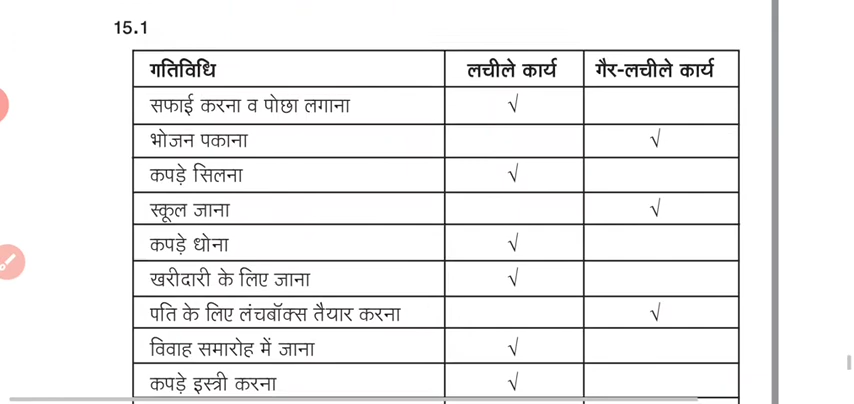 15.1
गतिविधि लचीले कार्य गैर-लचीले कार्य
सफाई करना व पोछा लगाना √
भोजन पकाना √
कपड़े सिलना √
स्कूल जाना √
कपड़े धोना √
खरीदारी के लिए जाना √
पति के लिए लंचबॉक्स तैयार करना √
विवाह समारोह में जाना √
कपड़े इस्त्री करना √